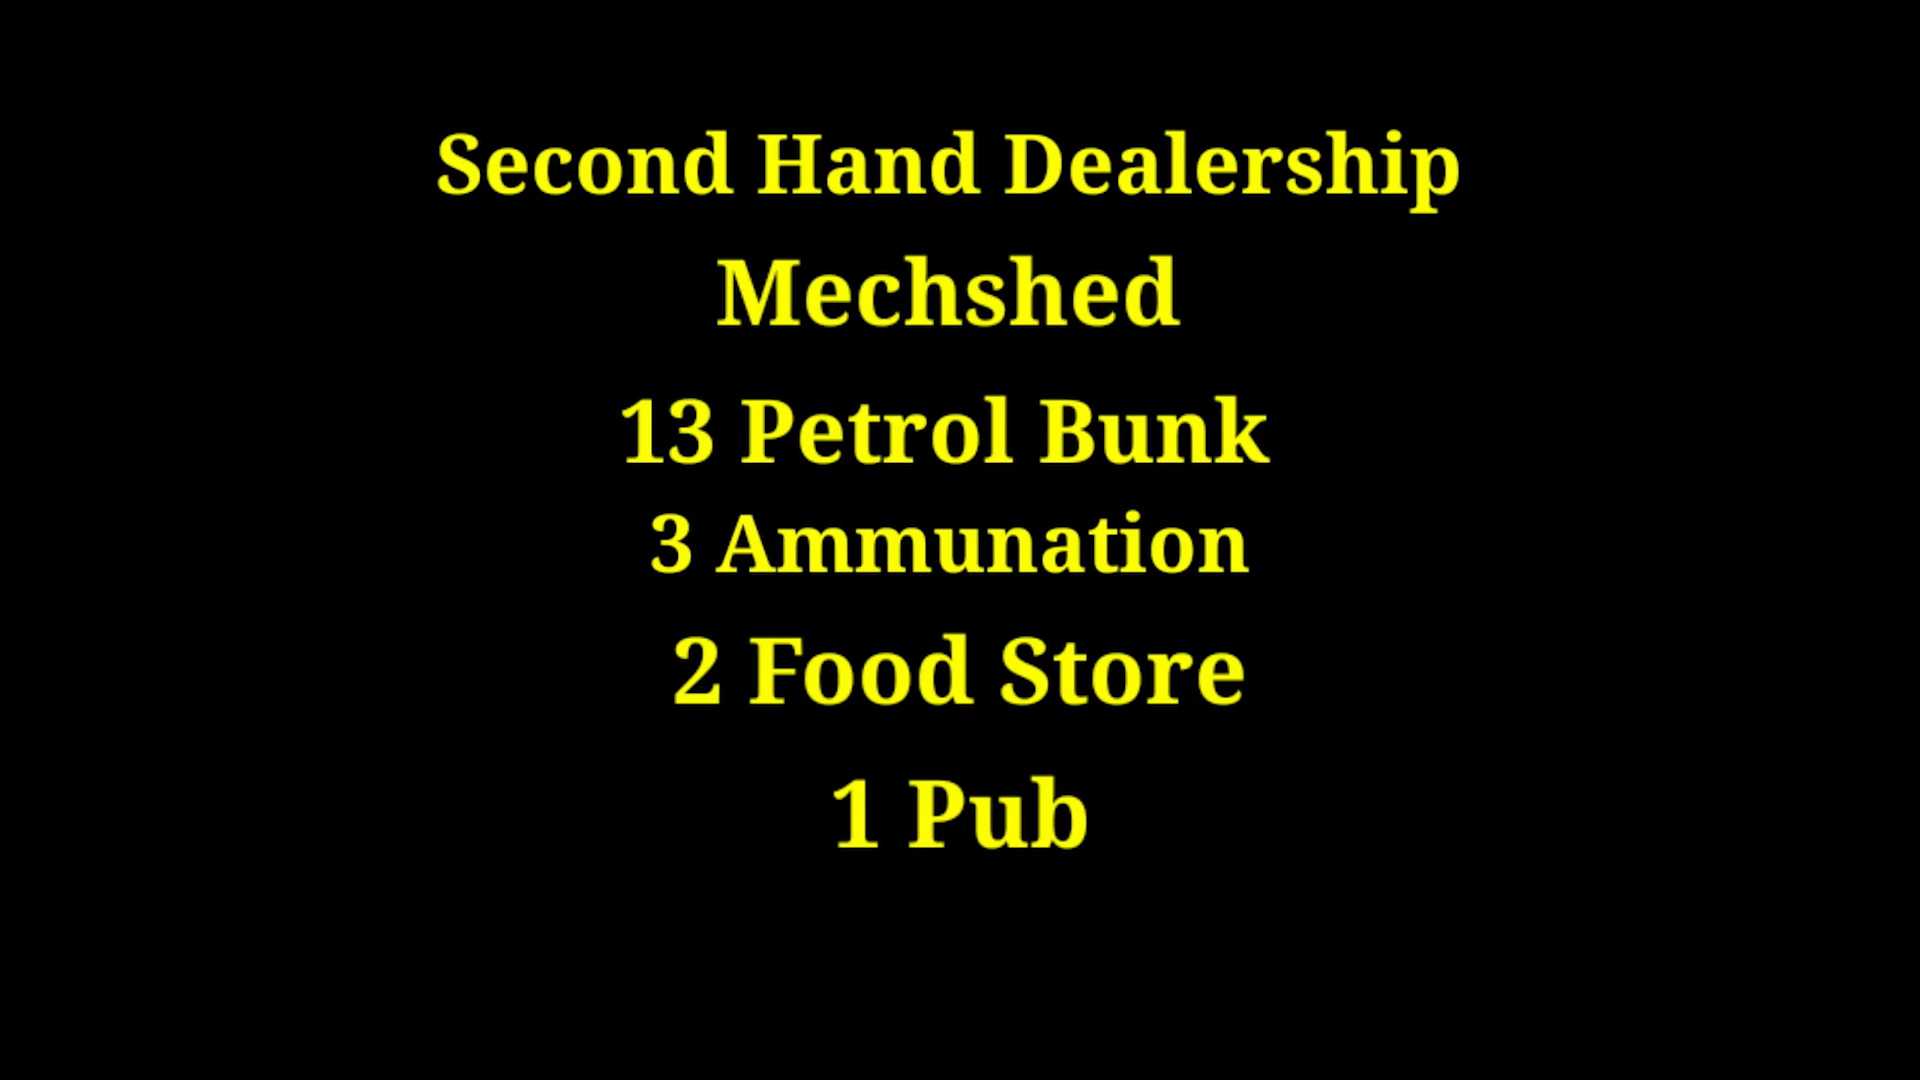 Second Hand Dealership
Mechshed
13 Petrol Bunk
3 Ammunation
2 Food Store
1 Pub